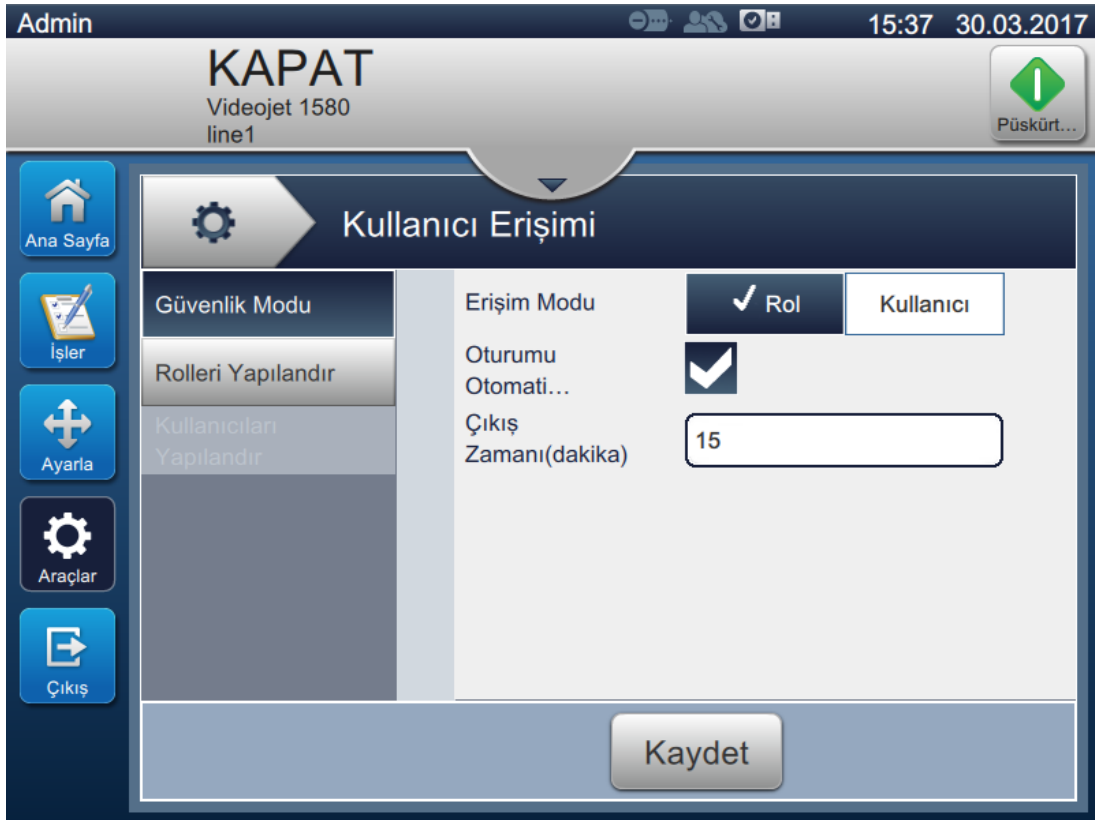 Admin
15:37 30.03.2017
KAPAT
Videojet 1580
line1
Püskürt...
Ana Sayfa
İşler
Ayarla
Araçlar
Çıkış
Kullanıcı Erişimi
Güvenlik Modu
Rolleri Yapılandır
Kullanıcıları
Yapılandır
Erişim Modu
Rol
Kullanıcı
Oturumu
Otomati...
Çıkış
Zamanı(dakika)
15
Kaydet